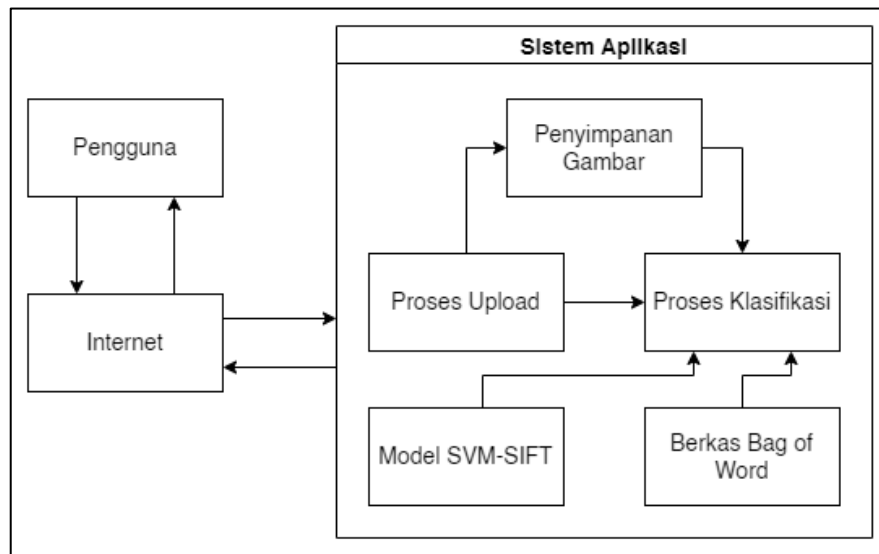 Sistem Aplikasi
Pengguna
Penyimpanan
Gambar
Proses Upload
Proses Klasifikasi
Internet
Model SVM-SIFT
Berkas Bag of
Word